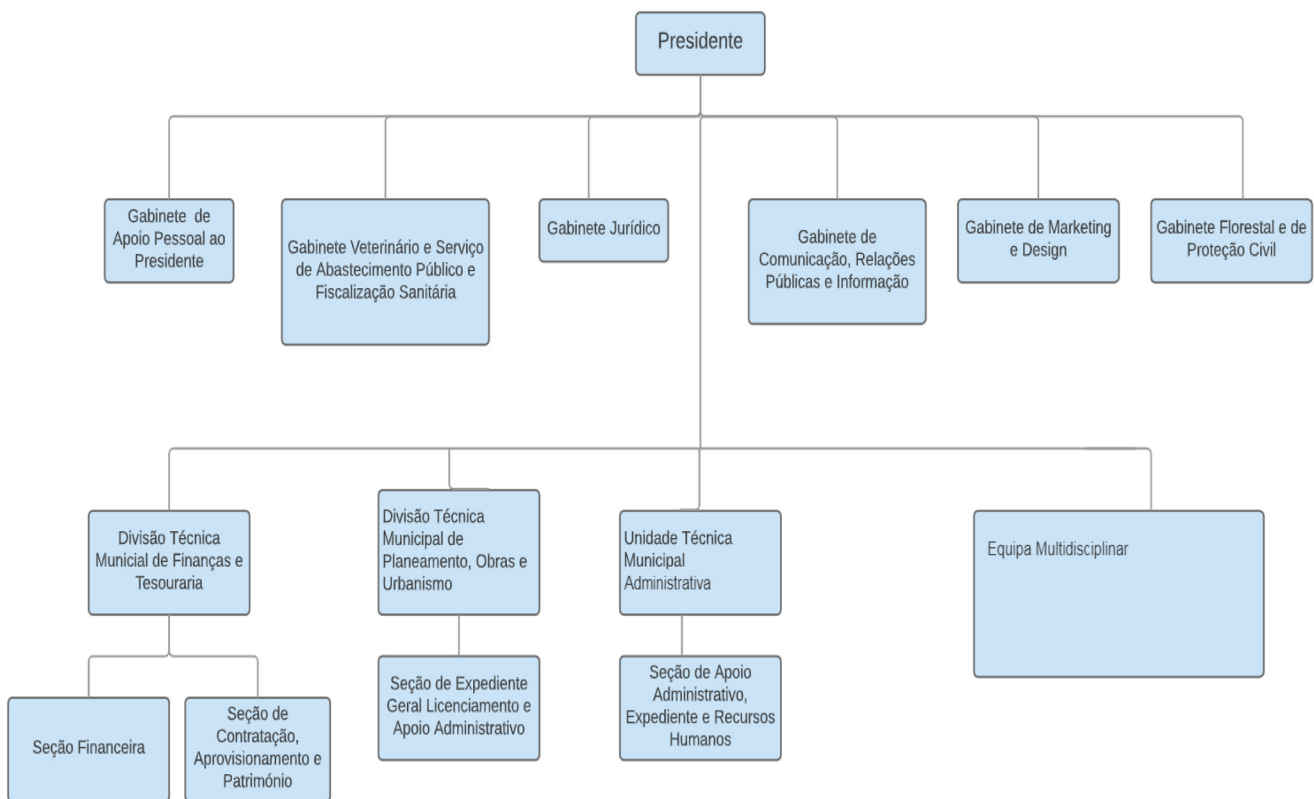 Presidente
Gabinete de
Apoio Pessoal ao
Presidente
Gabinete Veterinário e Serviço
de Abastecimento Público e
Fiscalização Sanitária
Gabinete Jurídico
Gabinete de
Comunicação, Relações
Públicas e Informação
Gabinete de Marketing
e Design
Gabinete Florestal e de
Proteção Civil
Divisão Técnica
Municial de Finanças e
Tesouraria
Divisão Técnica
Municipal de
Planeamento, Obras e
Urbanismo
Unidade Técnica
Municipal
Administrativa
Equipa Multidisciplinar
Seção Financeira
Seção de
Contratação,
Aprovisionamento e
Património
Seção de Expediente
Geral Licenciamento e
Apoio Administrativo
Seção de Apoio
Administrativo,
Expediente e Recursos
Humanos